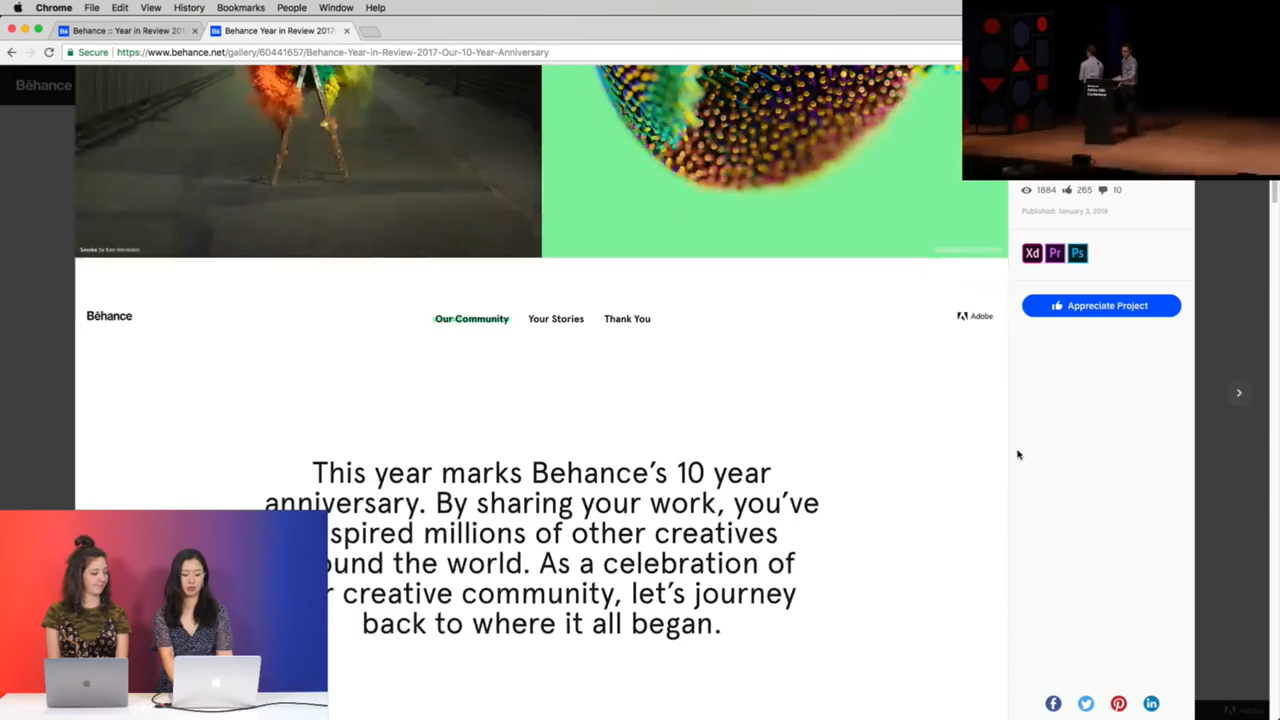 Chrome File Edit View History Bookmarks People Window Help
Behance :: Year in Review 201
Behance Year in Review 2017:
Secure https://www.behance.net/gallery/60441657/Behance-Year-in-Review-2017-Our-10-Year-Anniversary
Bēhance
1884 265 10
Published: January 3, 2018
Xd Pr Ps
Appreciate Project
Bēhance
Our Community Your Stories Thank You
Adobe
This year marks Behance's 10 year
anniversary. By sharing your work, you've
spired millions of other creatives
ound the world. As a celebration of
r creative community, let's journey
back to where it all began.
Adobe